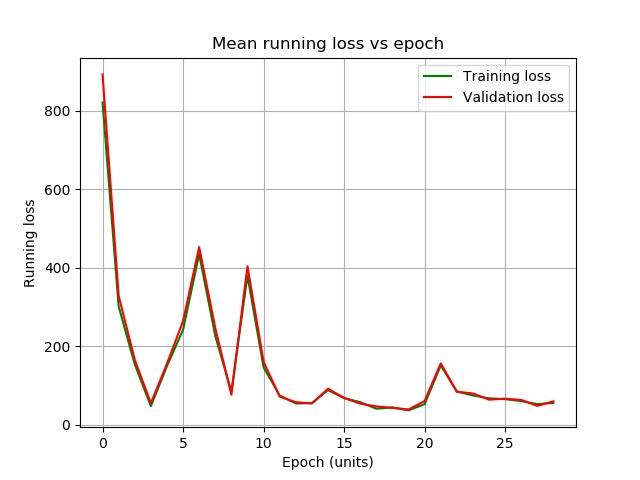 Mean running loss vs epoch
Training loss
Validation loss
800
600
400
200
0
Running loss
0 5 10 15 20 25
Epoch (units)